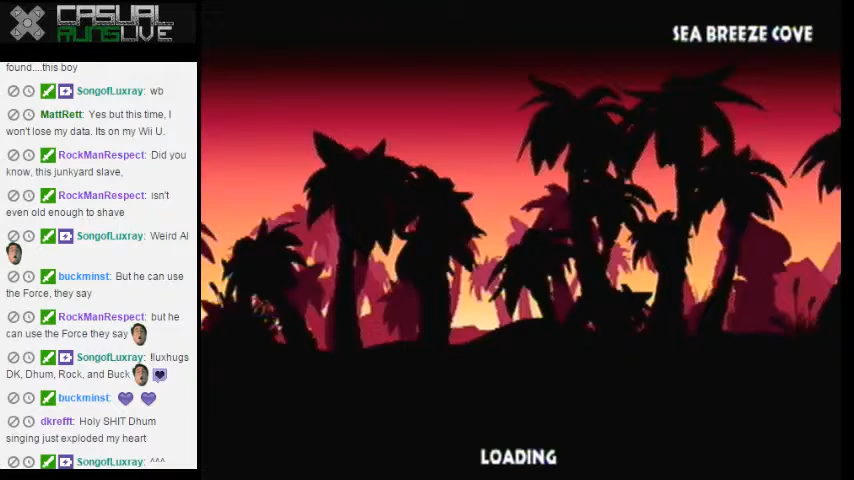 CASUAL
RUNSLIVE
SEA BREEZE COVE
found....this boy
SongofLuxray: wb
MattRett: Yes but this time, I
won't lose my data. Its on my Wii U.
RockManRespect: Did you
know, this junkyard slave,
RockManRespect: isn't
even old enough to shave
SongofLuxray: Weird Al
buckminst: But he can use
the Force, they say
RockManRespect: but he
can use the Force they say
SongofLuxray: !luxhugs
DK, Dhum, Rock, and Buck
buckminst:
dkrefft: Holy SHIT Dhum
singing just exploded my heart
SongofLuxray: ^^^
LOADING